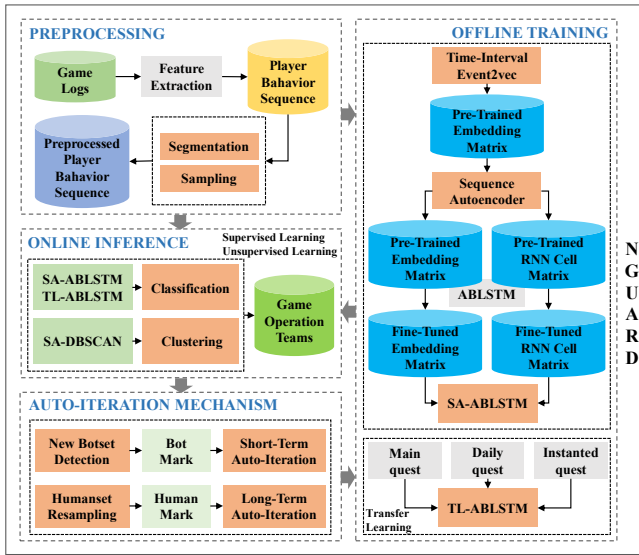 PREPROCESSING
Game
Logs
Feature
Extraction
Player
Bahavior
Sequence
Preprocessed
Player
Bahavior
Sequence
Segmentation
Sampling
ONLINE INFERENCE
Supervised Learning
Unsupervised Learning
SA-ABLSTM
TL-ABLSTM
Classification
SA-DBSCAN
Clustering
Game
Operation
Teams
AUTO-ITERATION MECHANISM
New Botset
Detection
Bot
Mark
Short-Term
Auto-Iteration
Humanset
Resampling
Human
Mark
Long-Term
Auto-Iteration
OFFLINE TRAINING
Time-Interval
Event2vec
Pre-Trained
Embedding
Matrix
Sequence
Autoencoder
Pre-Trained
Embedding
Matrix
Pre-Trained
RNN Cell
Matrix
ABLSTM
Fine-Tuned
Embedding
Matrix
Fine-Tuned
RNN Cell
Matrix
SA-ABLSTM
Main
quest
Daily
quest
Instanted
quest
Transfer
Learning
TL-ABLSTM
NGUARD